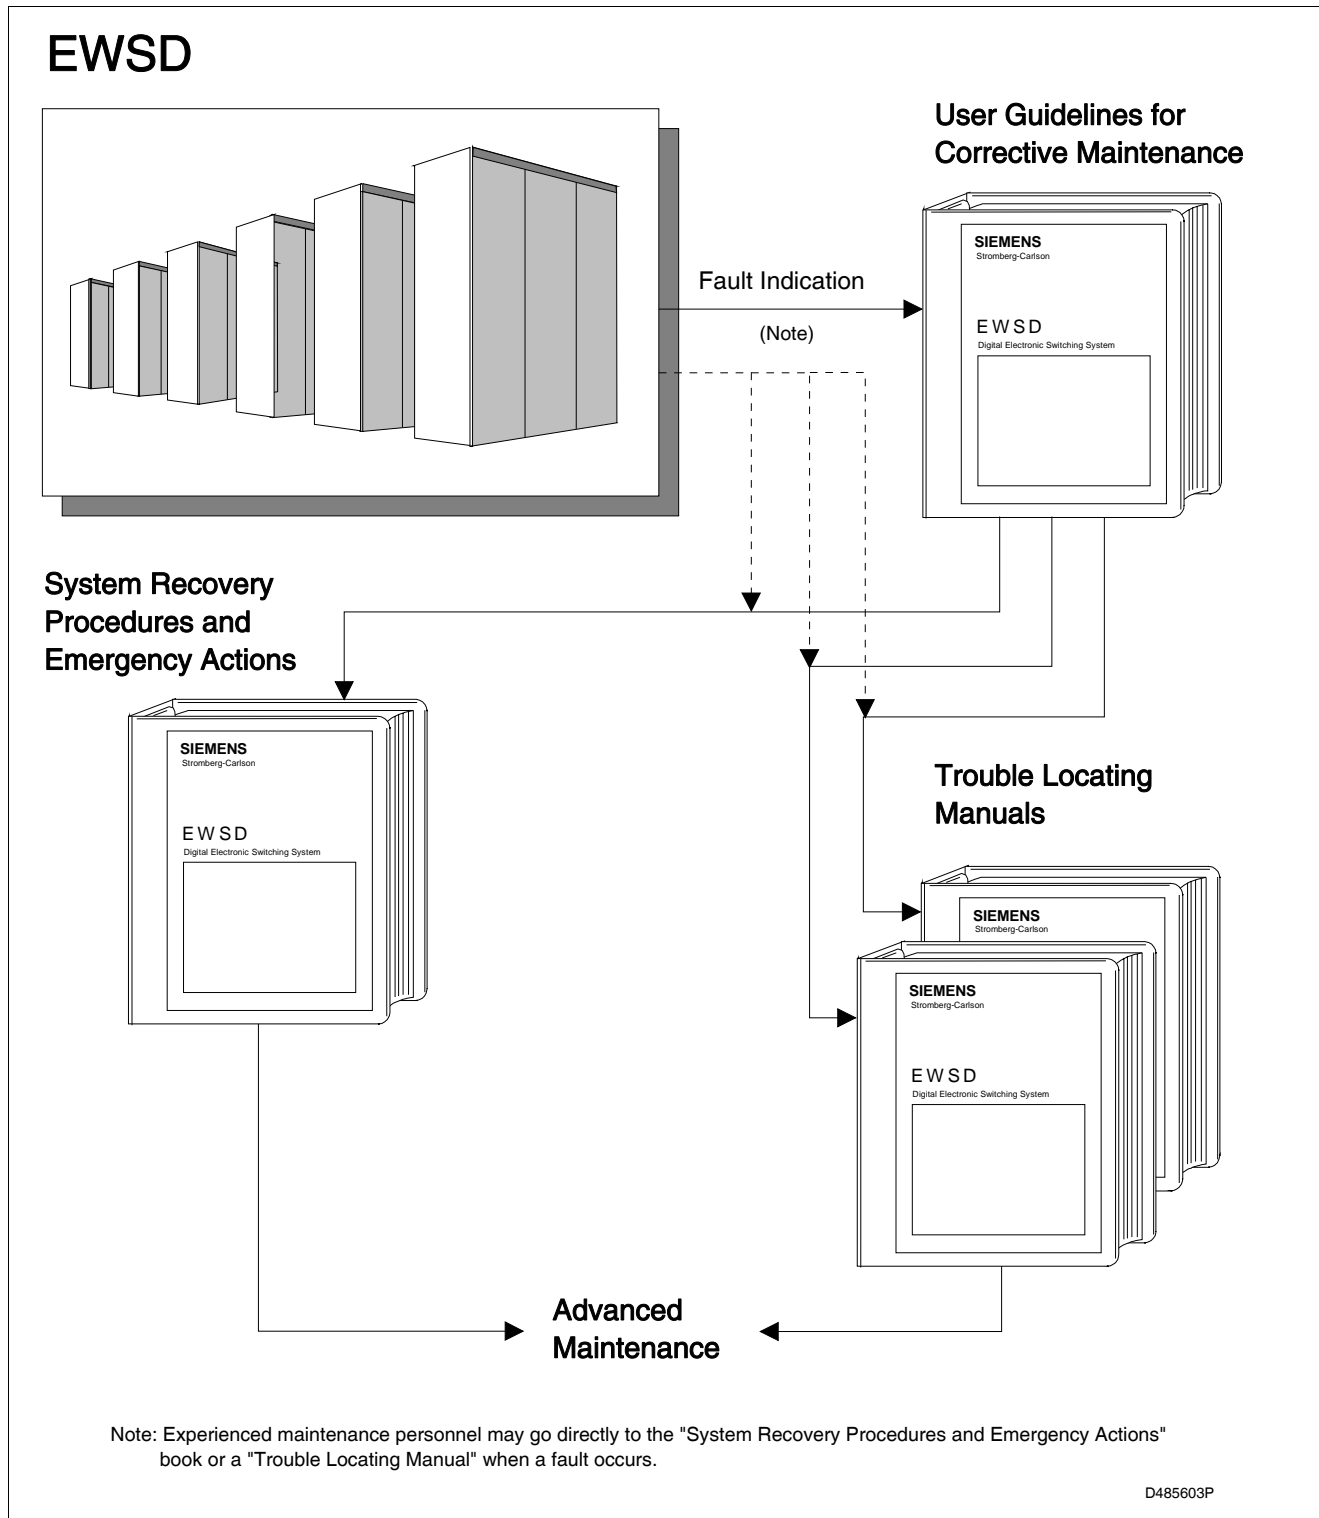 EWSD
User Guidelines for
Corrective Maintenance
SIEMENS
Stromberg-Carlson
EWSD
Digital Electronic Switching System
Fault Indication
(Note)
System Recovery
Procedures and
Emergency Actions
SIEMENS
Stromberg-Carlson
EWSD
Digital Electronic Switching System
Trouble Locating
Manuals
SIEMENS
Stromberg-Carlson
SIEMENS
Stromberg-Carlson
EWSD
Digital Electronic Switching System
Advanced
Maintenance
Note: Experienced maintenance personnel may go directly to the "System Recovery Procedures and Emergency Actions"
book or a "Trouble Locating Manual" when a fault occurs.
D485603P